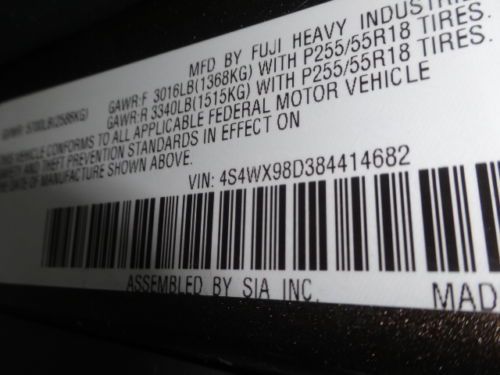 MFD BY FUJI HEAVY INDUSTRI
GAWR:F 3016LB(1368KG) WITH P255/55R18 TIRES.
GAWR:R 3340LB(1515KG) WITH P255/55R18 TIRES.
VEHICLE CONFORMS TO ALL APPLICABLE FEDERAL MOTOR VEHICLE
AND THEFT PREVENTION STANDARDS IN EFFECT ON
OF MANUFACTURE SHOWN ABOVE.
VIN: 4S4WX98D384414682
ASSEMBLED BY SIA INC.
MAD